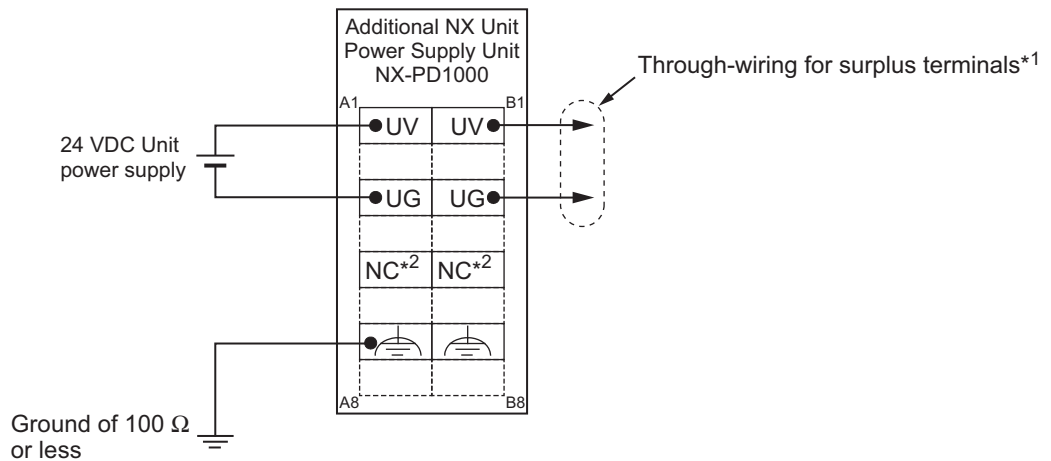 Additional NX Unit
Power Supply Unit
NX-PD1000
Through-wiring for surplus terminals*1
A1
B1
24 VDC Unit
power supply
UV
UV
UG
UG
NC*2
NC*2
A8
B8
Ground of 100 Ω
or less